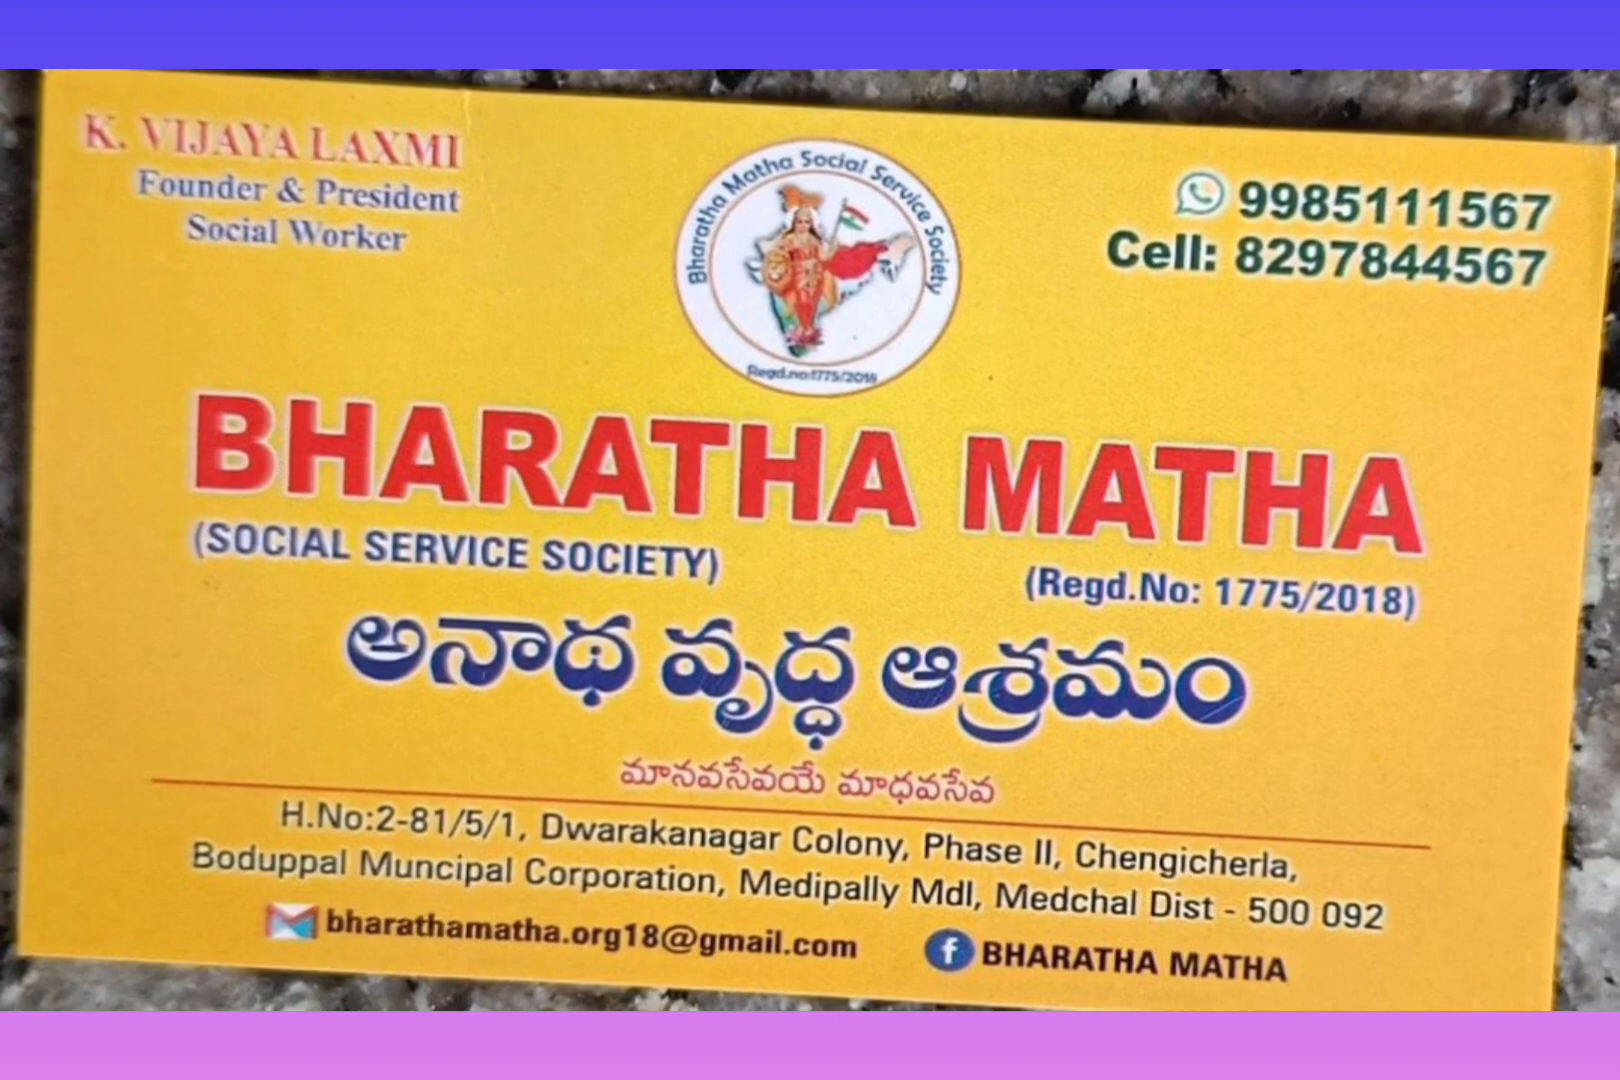 K. VIJAYA LAXMI
Founder & President
Social Worker
Bharatha Matha Social Service Society
Regd.no:1775/2018
9985111567
Cell: 8297844567
BHARATHA MATHA
(SOCIAL SERVICE SOCIETY)
(Regd.No: 1775/2018)
అనాథ వృద్ధ ఆశ్రమం
మానవసేవయే మాధవసేవ
H.No:2-81/5/1, Dwarakanagar Colony, Phase II, Chengicherla,
Boduppal Muncipal Corporation, Medipally Mdl, Medchal Dist - 500 092
bharathamatha.org18@gmail.com
BHARATHA MATHA